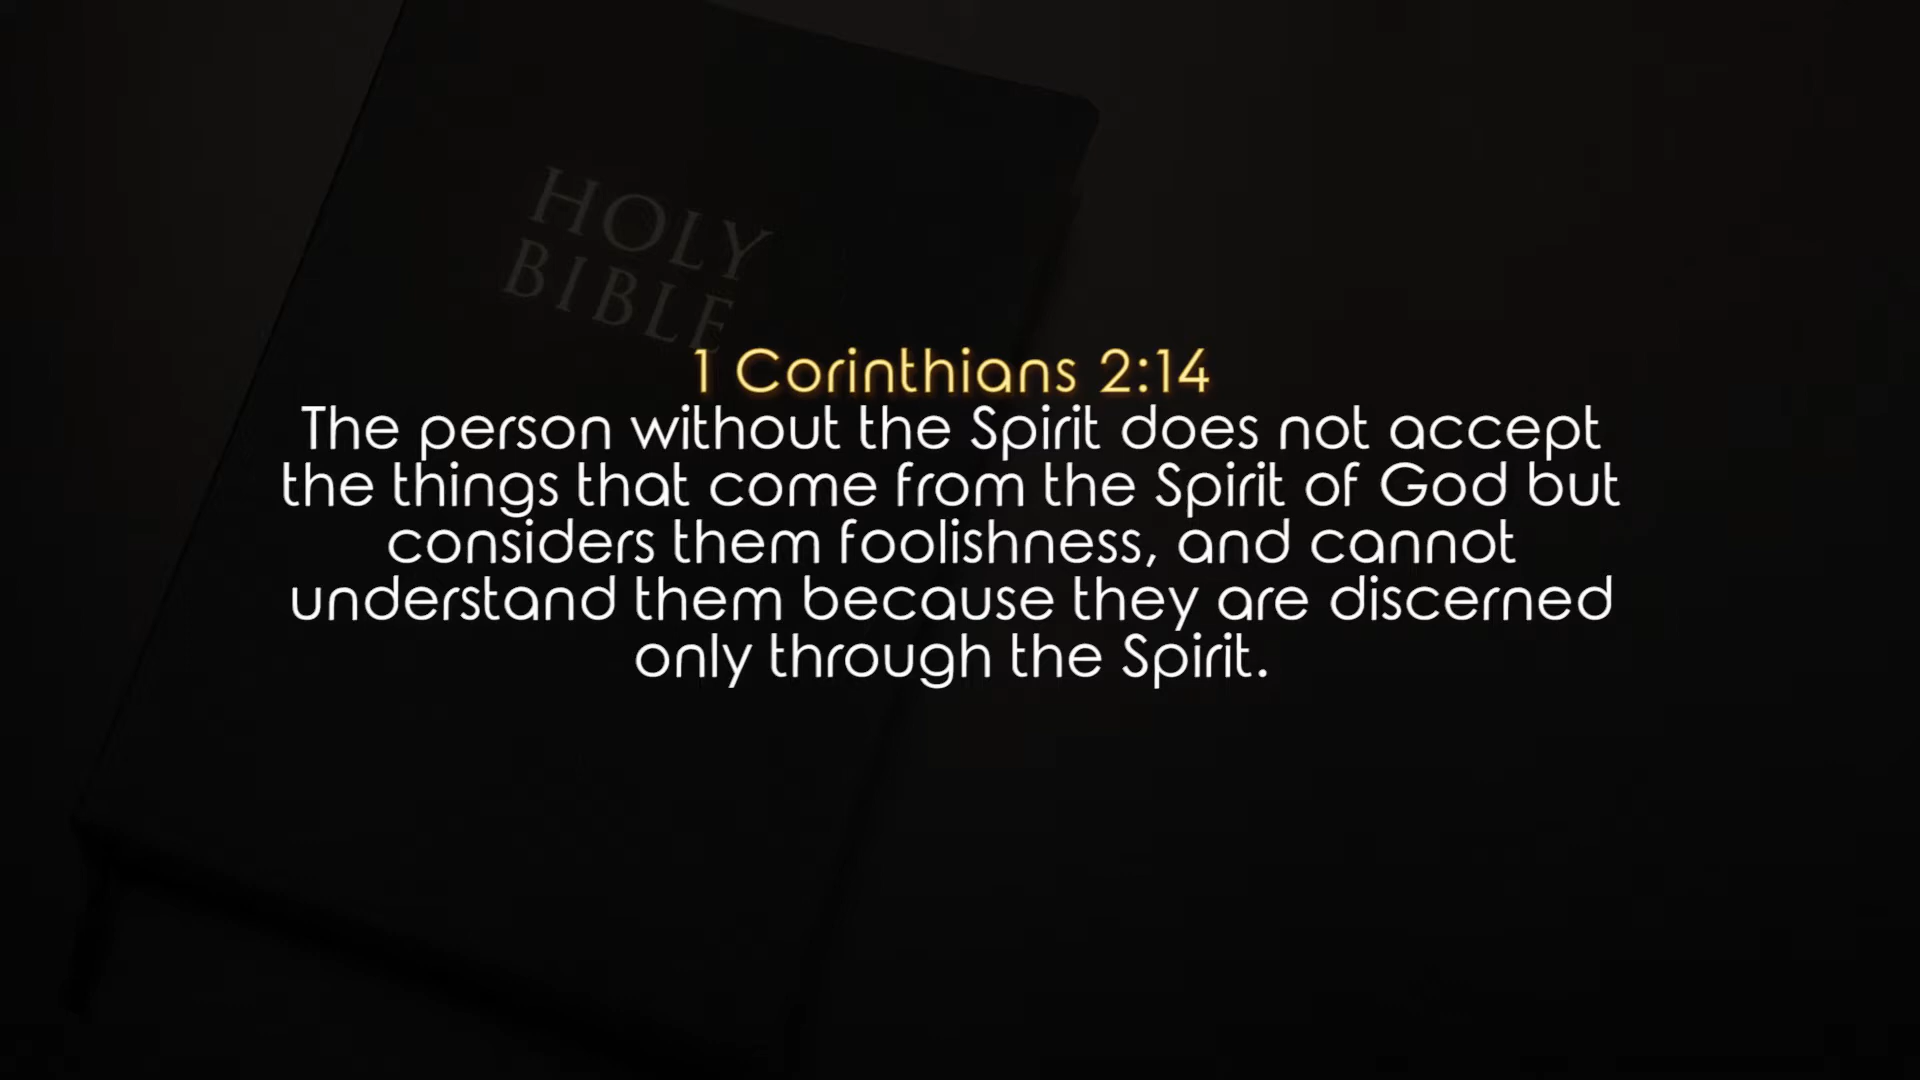 HOLY
BIBLE
1 Corinthians 2:14
The person without the Spirit does not accept
the things that come from the Spirit of God but
considers them foolishness, and cannot
understand them because they are discerned
only through the Spirit.